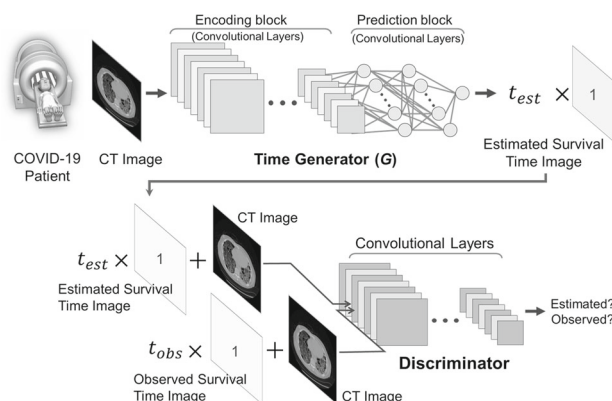 Encoding block
(Convolutional Layers)
Prediction block
(Convolutional Layers)
t_est × 1
COVID-19
Patient
CT Image
Time Generator (G)
Estimated Survival
Time Image
t_est × 1 +
CT Image
Estimated Survival
Time Image
Convolutional Layers
Estimated?
Observed?
t_obs × 1 +
Discriminator
Observed Survival
Time Image
CT Image